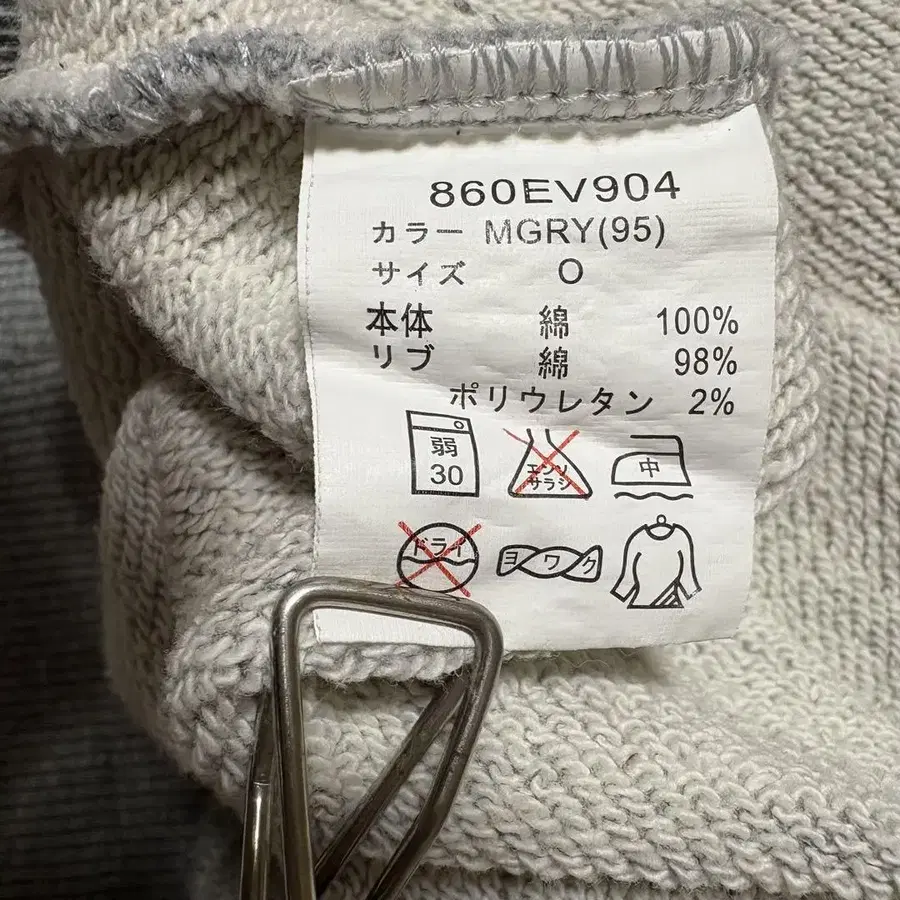 860EV904
カラー MGRY(95)
サイズ O
本体 綿 100%
リブ 綿 98%
ポリウレタン 2%
弱 30
エンソ サラシ
中
ドライ
ヨワク